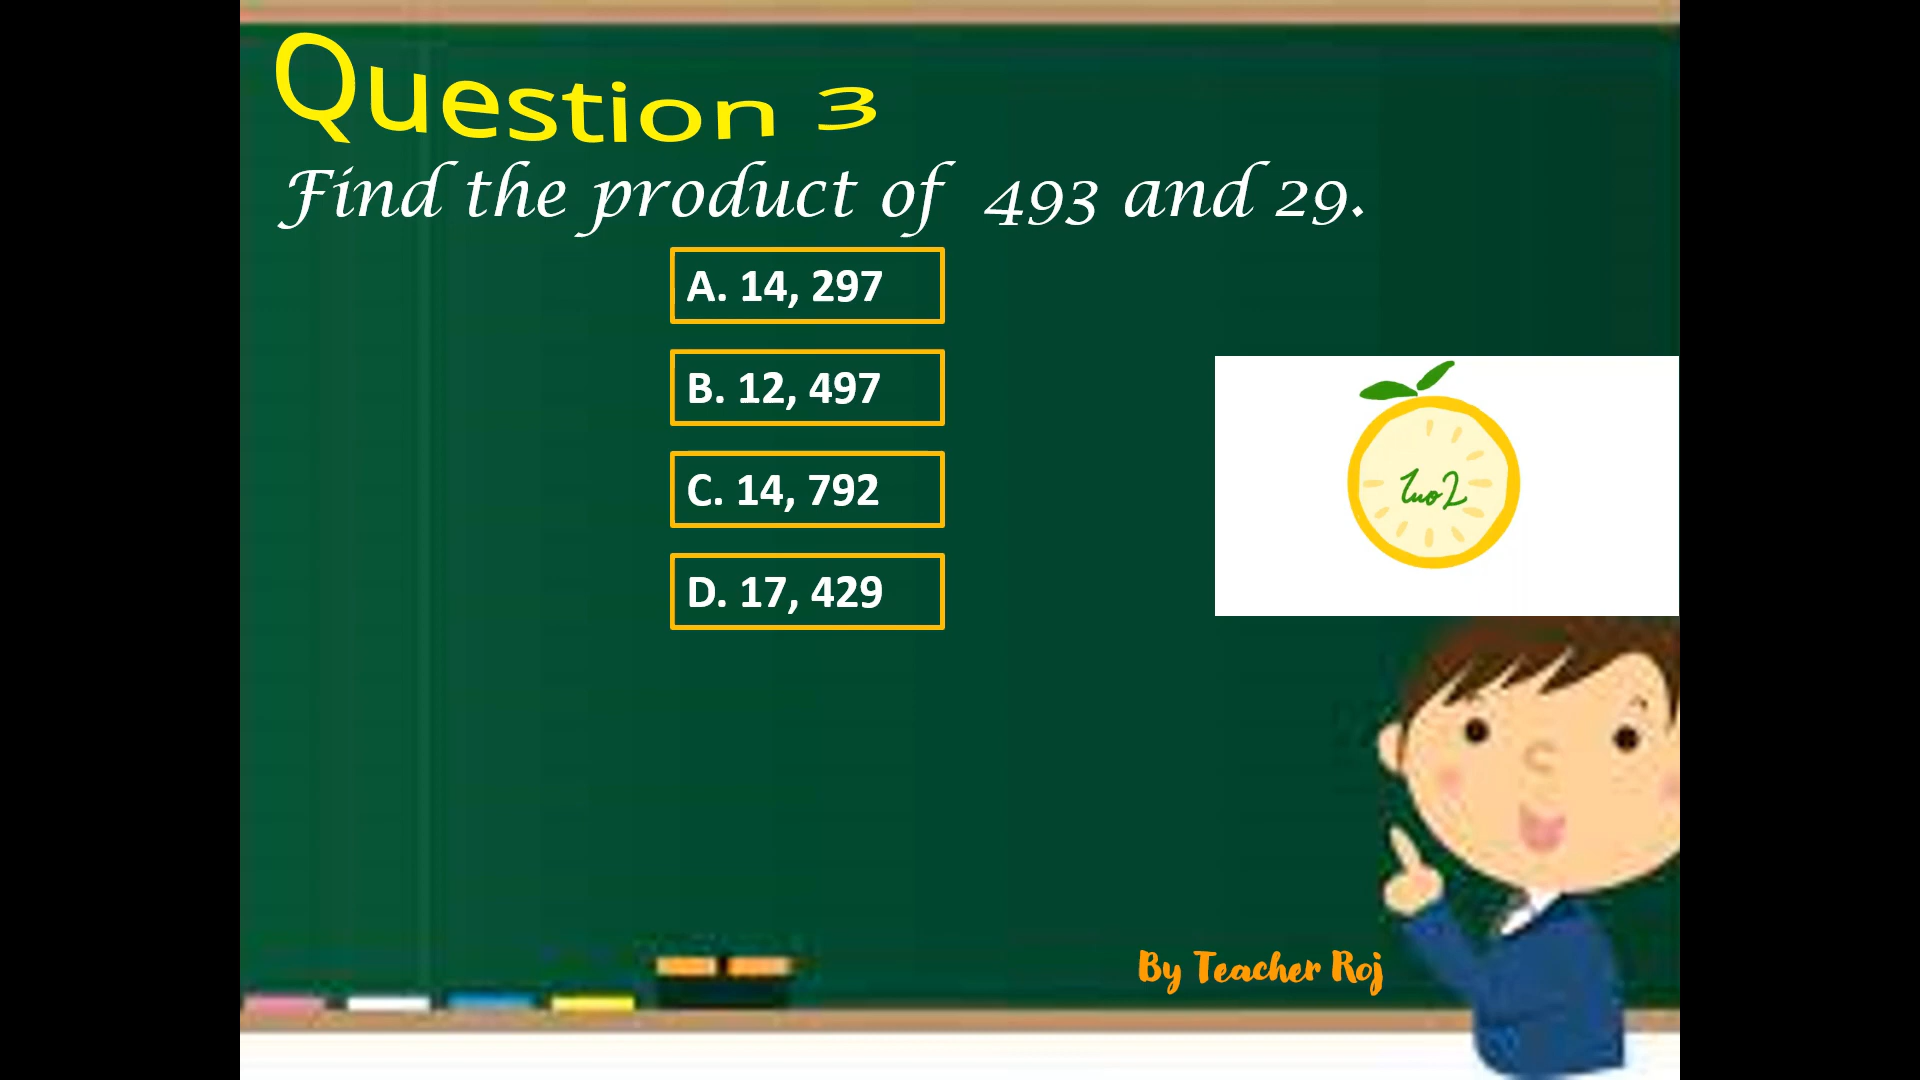 Question 3
Find the product of 493 and 29.
A. 14, 297
B. 12, 497
C. 14, 792
D. 17, 429
By Teacher Roj